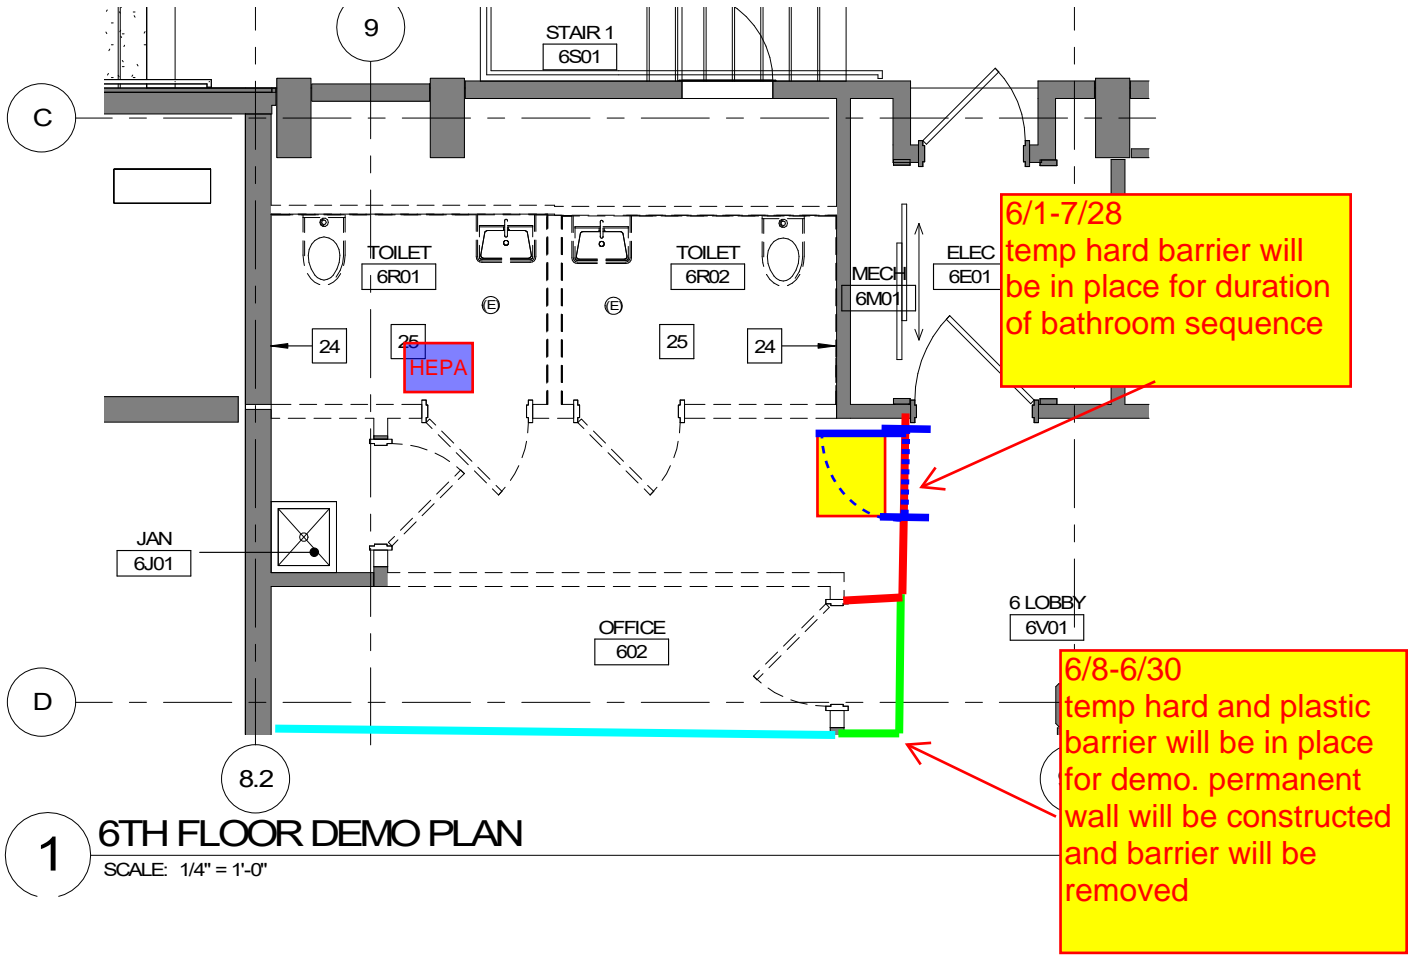 9
STAIR 1
6S01
C
6/1-7/28
temp hard barrier will
be in place for duration
of bathroom sequence
TOILET
6R01
TOILET
6R02
MECH
6M01
ELEC
6E01
E
E
24
25
25
24
HEPA
JAN
6J01
OFFICE
602
6 LOBBY
6V01
D
6/8-6/30
temp hard and plastic
barrier will be in place
for demo. permanent
wall will be constructed
and barrier will be
removed
8.2
1
6TH FLOOR DEMO PLAN
SCALE: 1/4" = 1'-0"